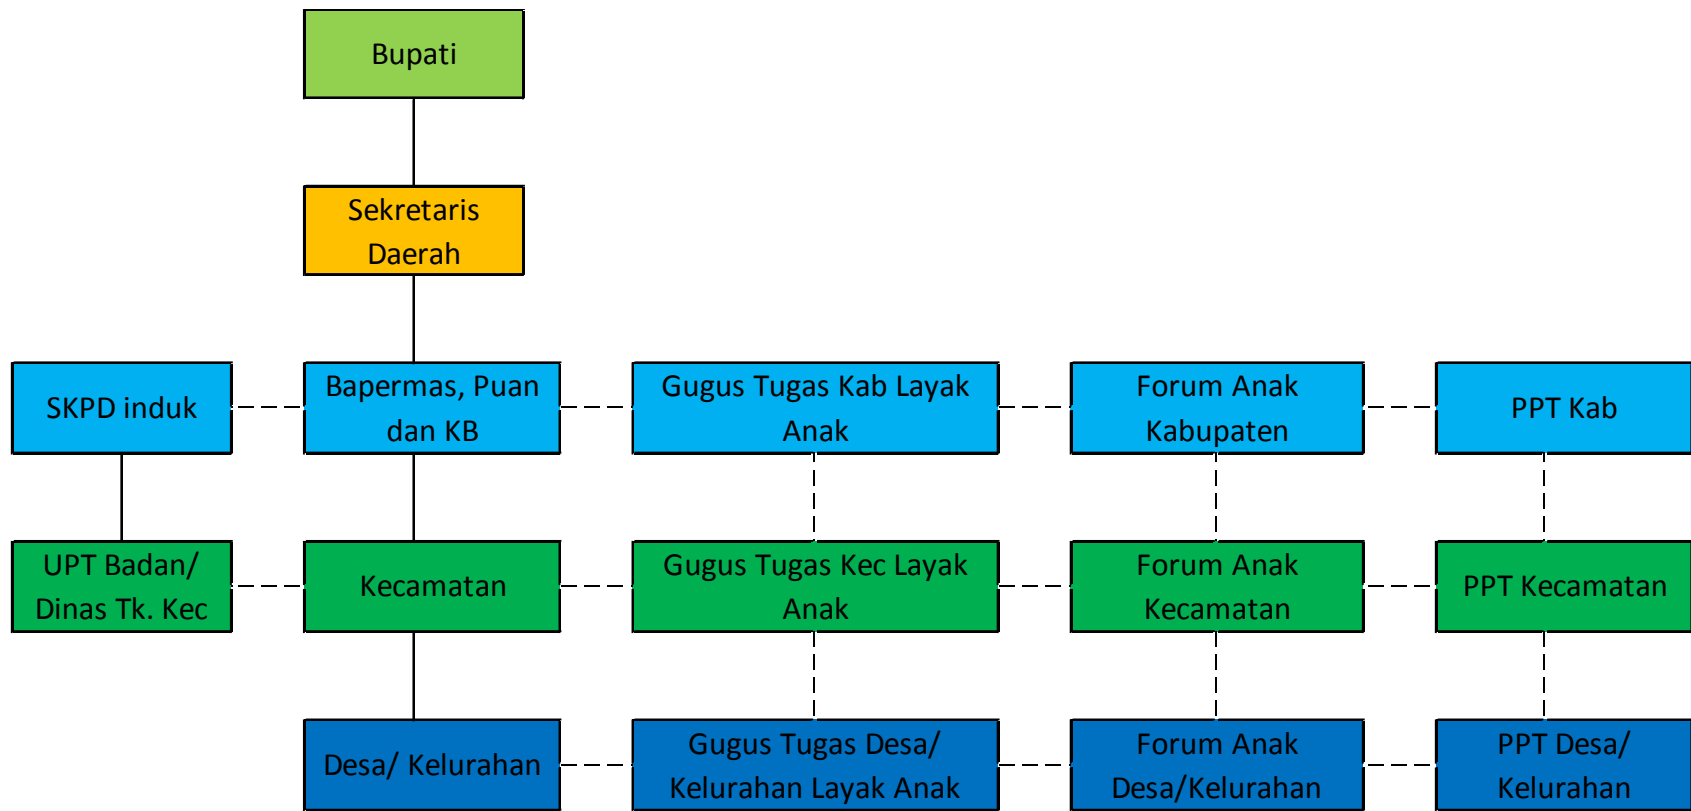 Bupati
Sekretaris
Daerah
SKPD induk
Bapermas, Puan
dan KB
Gugus Tugas Kab Layak
Anak
Forum Anak
Kabupaten
PPT Kab
UPT Badan/
Dinas Tk. Kec
Kecamatan
Gugus Tugas Kec Layak
Anak
Forum Anak
Kecamatan
PPT Kecamatan
Desa/ Kelurahan
Gugus Tugas Desa/
Kelurahan Layak Anak
Forum Anak
Desa/Kelurahan
PPT Desa/
Kelurahan